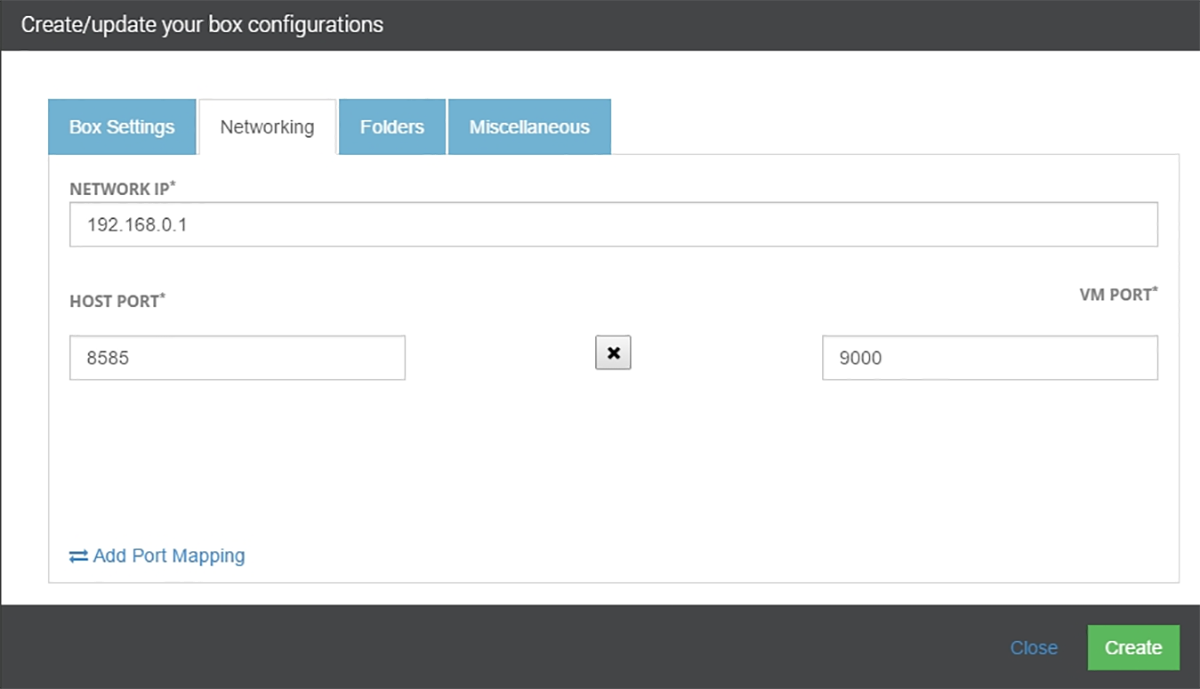 Create/update your box configurations
Box Settings Networking Folders Miscellaneous
NETWORK IP*
192.168.0.1
HOST PORT* VM PORT*
8585 9000
Add Port Mapping
Close Create